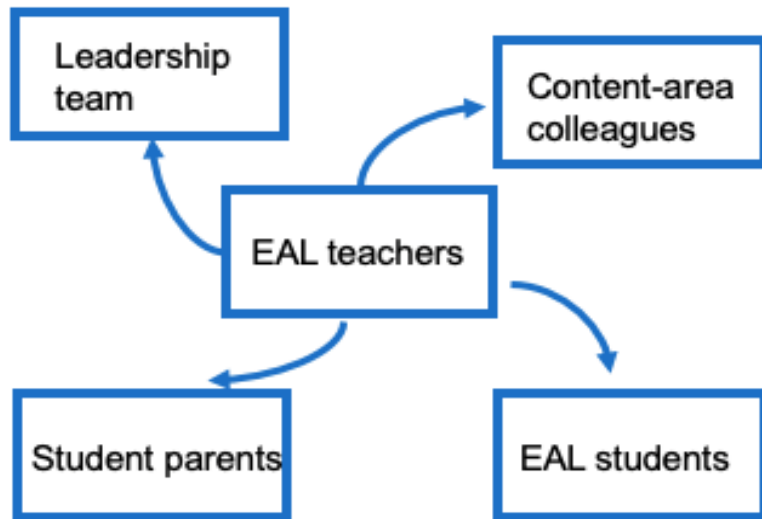 Leadership
team
Content-area
colleagues
EAL teachers
Student parents
EAL students